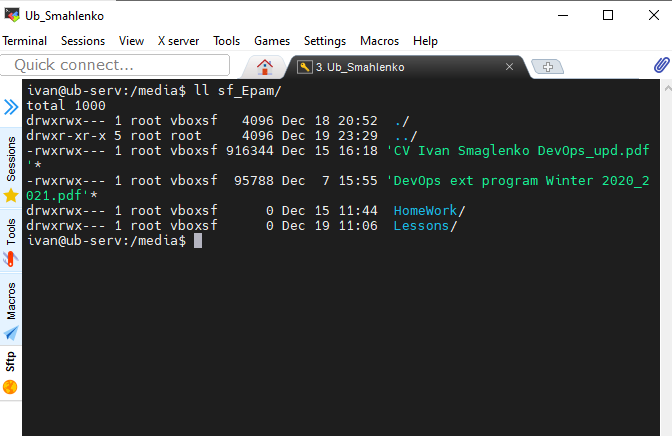 Ub_Smahlenko
Terminal Sessions View X server Tools Games Settings Macros Help
Quick connect...
3. Ub_Smahlenko
Sessions
Tools
Macros
Sftp
ivan@ub-serv:/media$ ll sf_Epam/
total 1000
drwxrwx--- 1 root vboxsf   4096 Dec 18 20:52  ./
drwxr-xr-x 5 root root     4096 Dec 19 23:29  ../
-rwxrwx--- 1 root vboxsf 916344 Dec 15 16:18 'CV Ivan Smaglenko DevOps_upd.pdf
'*
-rwxrwx--- 1 root vboxsf  95788 Dec  7 15:55 'DevOps ext program Winter 2020_2
021.pdf'*
drwxrwx--- 1 root vboxsf      0 Dec 15 11:44  HomeWork/
drwxrwx--- 1 root vboxsf      0 Dec 19 11:06  Lessons/
ivan@ub-serv:/media$